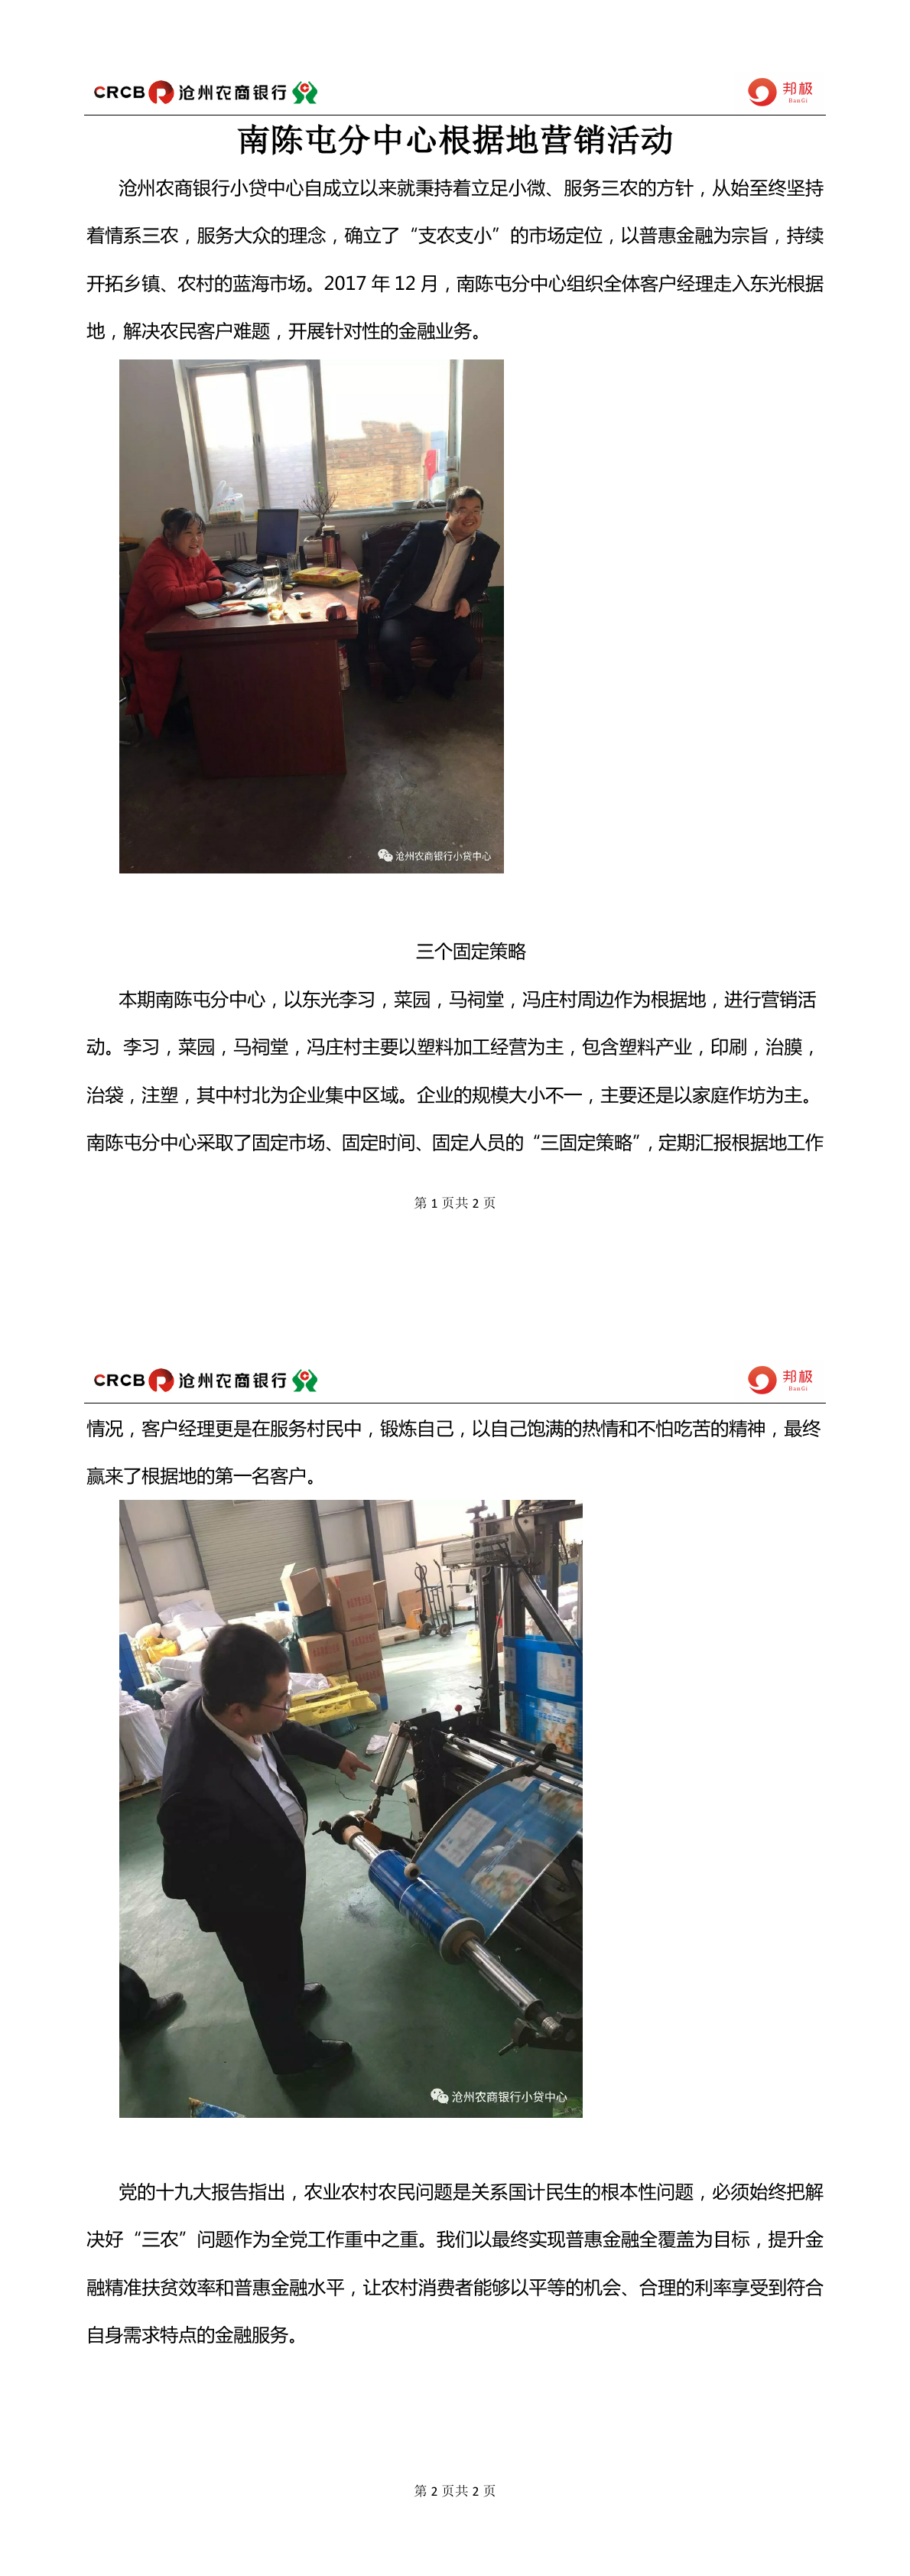 CRCB 沧州农商银行
邦极
BanGi
南陈屯分中心根据地营销活动
沧州农商银行小贷中心自成立以来就秉持着立足小微、服务三农的方针，从始至终坚持
着情系三农，服务大众的理念，确立了“支农支小”的市场定位，以普惠金融为宗旨，持续
开拓乡镇、农村的蓝海市场。2017 年 12 月，南陈屯分中心组织全体客户经理走入东光根据
地，解决农民客户难题，开展针对性的金融业务。
沧州农商银行小贷中心
三个固定策略
本期南陈屯分中心，以东光李习，菜园，马祠堂，冯庄村周边作为根据地，进行营销活
动。李习，菜园，马祠堂，冯庄村主要以塑料加工经营为主，包含塑料产业，印刷，治膜，
治袋，注塑，其中村北为企业集中区域。企业的规模大小不一，主要还是以家庭作坊为主。
南陈屯分中心采取了固定市场、固定时间、固定人员的“三固定策略”，定期汇报根据地工作
第 1 页共 2 页
CRCB 沧州农商银行
邦极
BanGi
情况，客户经理更是在服务村民中，锻炼自己，以自己饱满的热情和不怕吃苦的精神，最终
赢来了根据地的第一名客户。
沧州农商银行小贷中心
党的十九大报告指出，农业农村农民问题是关系国计民生的根本性问题，必须始终把解
决好“三农”问题作为全党工作重中之重。我们以最终实现普惠金融全覆盖为目标，提升金
融精准扶贫效率和普惠金融水平，让农村消费者能够以平等的机会、合理的利率享受到符合
自身需求特点的金融服务。
第 2 页共 2 页